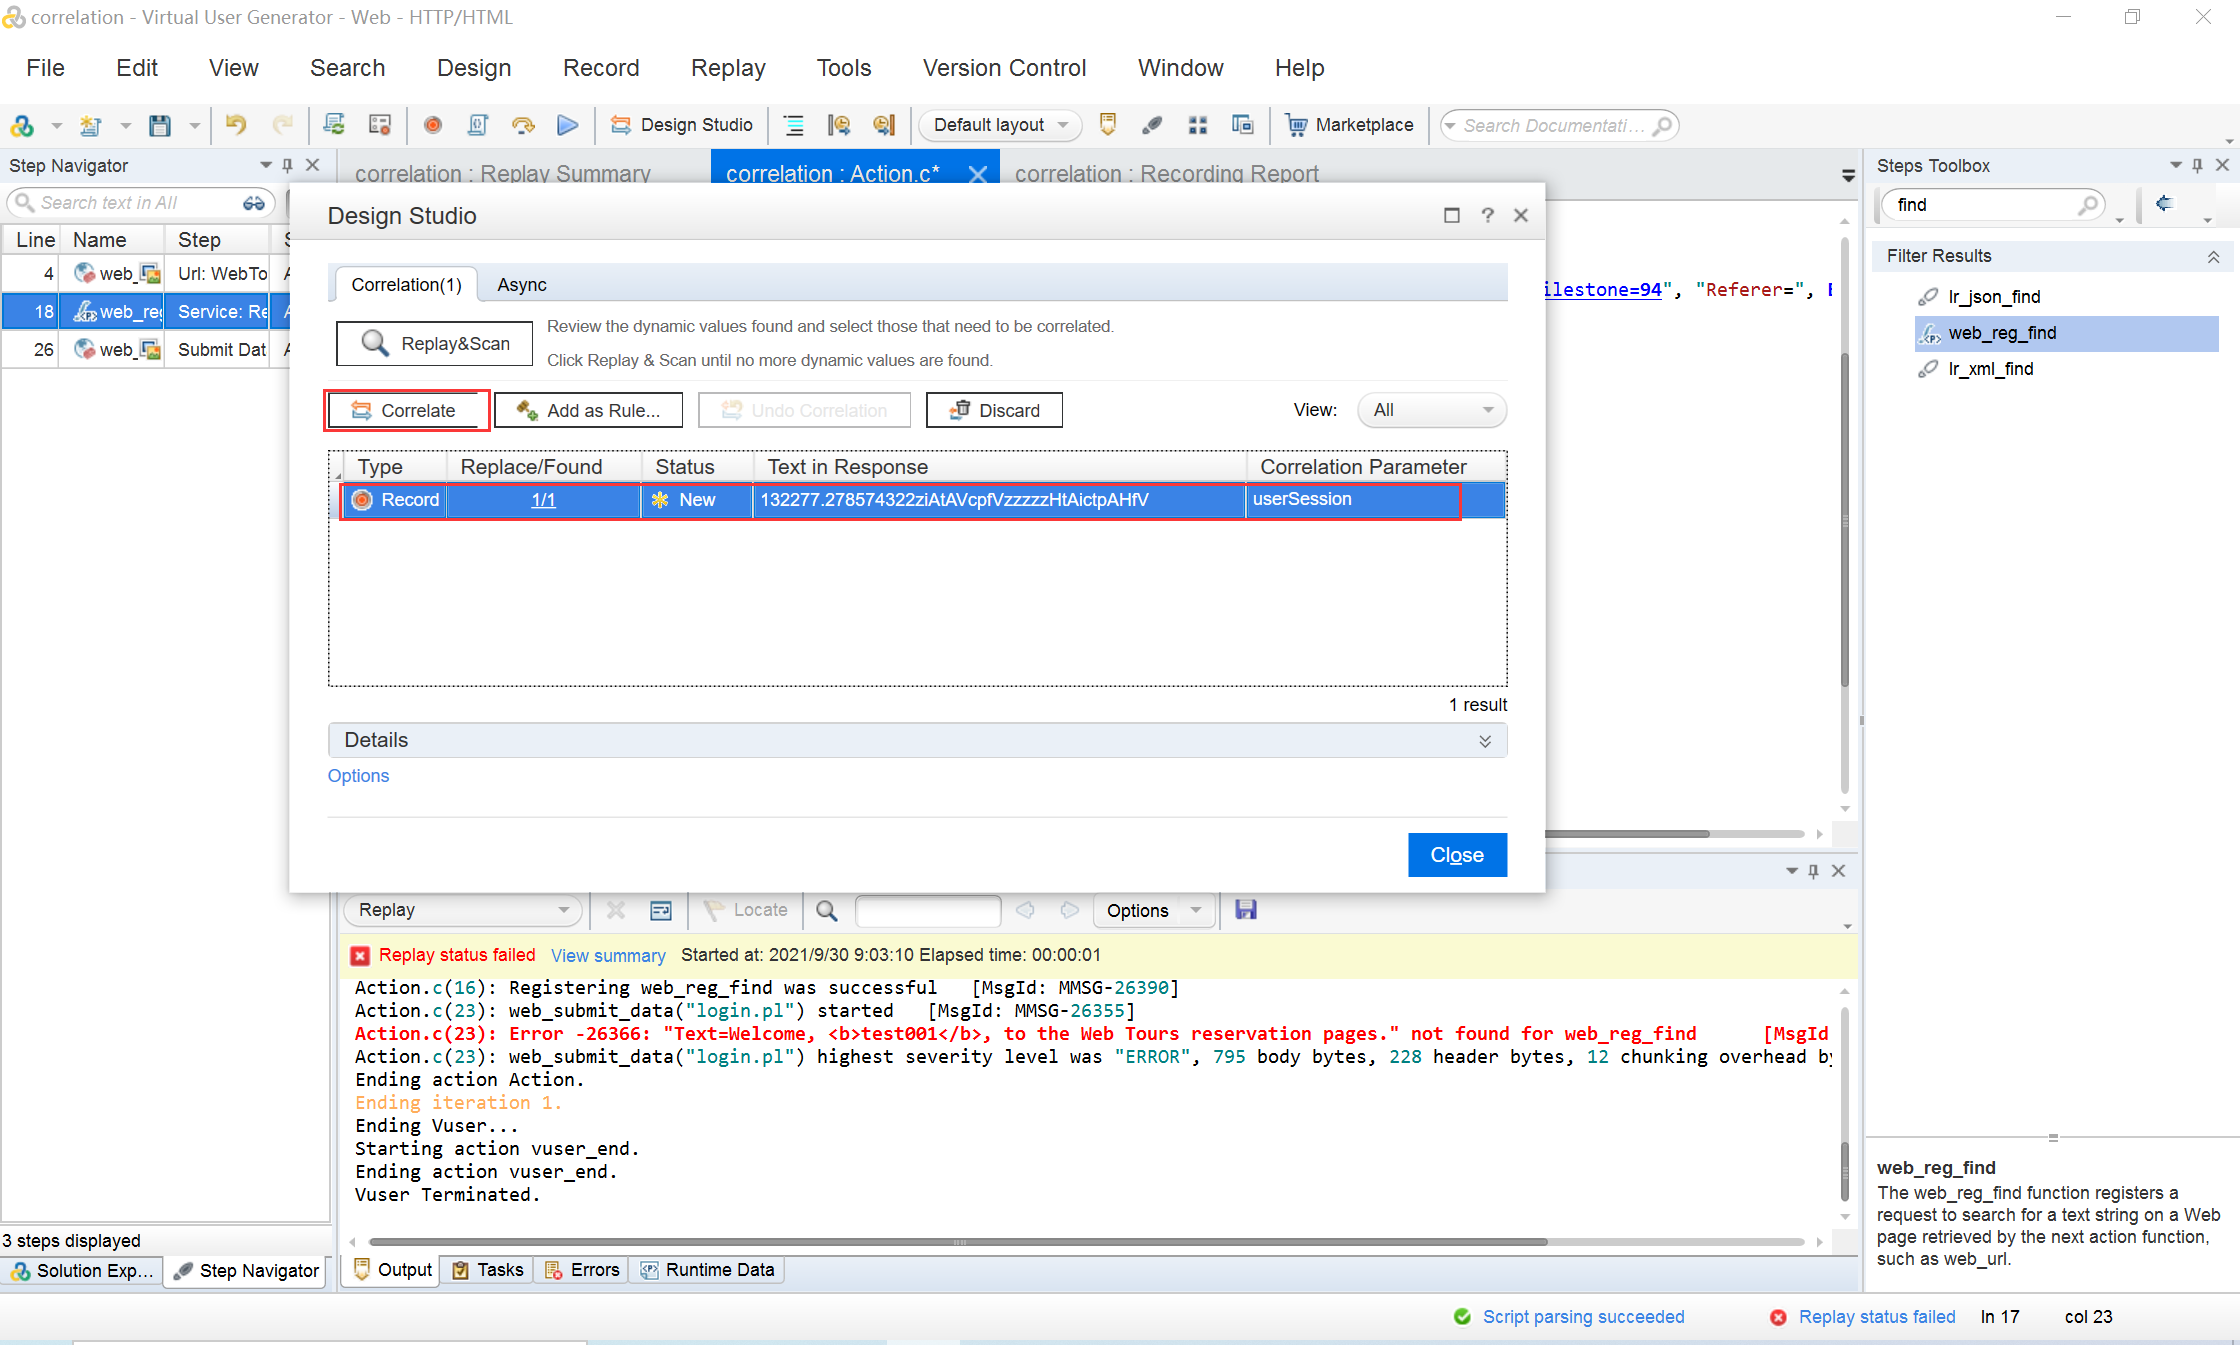 correlation - Virtual User Generator - Web - HTTP/HTML
File Edit View Search Design Record Replay Tools Version Control Window Help
Design Studio Default layout Marketplace Search Documentati...
Step Navigator
Search text in All
Line Name Step
4 web_ Url: WebTo
18 web_re Service: Re
26 web_ Submit Dat
3 steps displayed
Solution Exp... Step Navigator
correlation : Replay Summary correlation : Action.c* correlation : Recording Report
Design Studio
Correlation(1) Async
Replay&Scan
Review the dynamic values found and select those that need to be correlated.
Click Replay & Scan until no more dynamic values are found.
Correlate Add as Rule... Undo Correlation Discard View: All
Type Replace/Found Status Text in Response Correlation Parameter
Record 1/1 New 132277.278574322ziAtAVcpfVzzzzzHtAictpAHfV userSession
1 result
Details
Options
Close
ilestone=94", "Referer=",
Replay Locate Options
Replay status failed View summary Started at: 2021/9/30 9:03:10 Elapsed time: 00:00:01
Action.c(16): Registering web_reg_find was successful [MsgId: MMSG-26390]
Action.c(23): web_submit_data("login.pl") started [MsgId: MMSG-26355]
Action.c(23): Error -26366: "Text=Welcome, <b>test001</b>, to the Web Tours reservation pages." not found for web_reg_find [MsgId
Action.c(23): web_submit_data("login.pl") highest severity level was "ERROR", 795 body bytes, 228 header bytes, 12 chunking overhead by
Ending action Action.
Ending iteration 1.
Ending Vuser...
Starting action vuser_end.
Ending action vuser_end.
Vuser Terminated.
Output Tasks Errors Runtime Data
Steps Toolbox
find
Filter Results
lr_json_find
web_reg_find
lr_xml_find
web_reg_find
The web_reg_find function registers a
request to search for a text string on a Web
page retrieved by the next action function,
such as web_url.
Script parsing succeeded Replay status failed ln 17 col 23